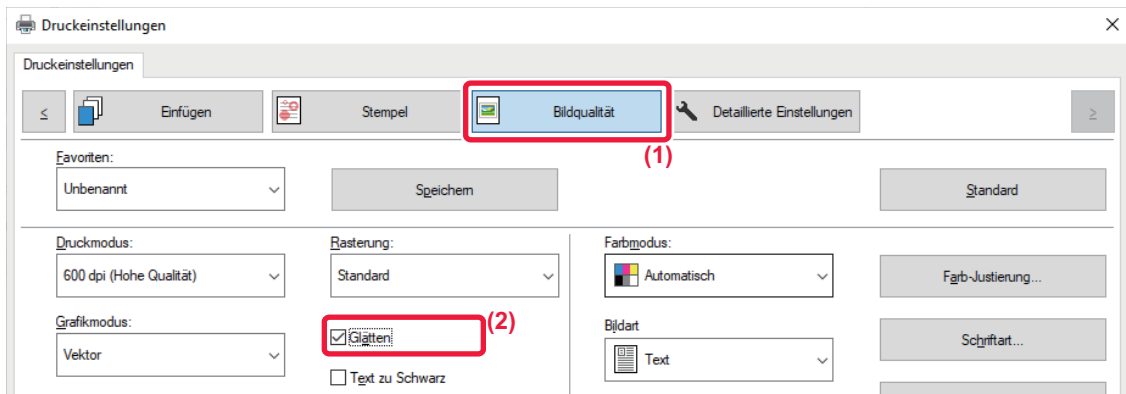 Druckeinstellungen
Druckeinstellungen
<
Einfügen
Stempel
Bildqualität
Detaillierte Einstellungen
>
(1)
Favoriten:
Unbenannt
Speichern
Standard
Druckmodus:
Rasterung:
Farbmodus:
600 dpi (Hohe Qualität)
Standard
Automatisch
Farb-Justierung...
Grafikmodus:
(2)
Glätten
Bildart
Schriftart...
Vektor
Text
Text zu Schwarz